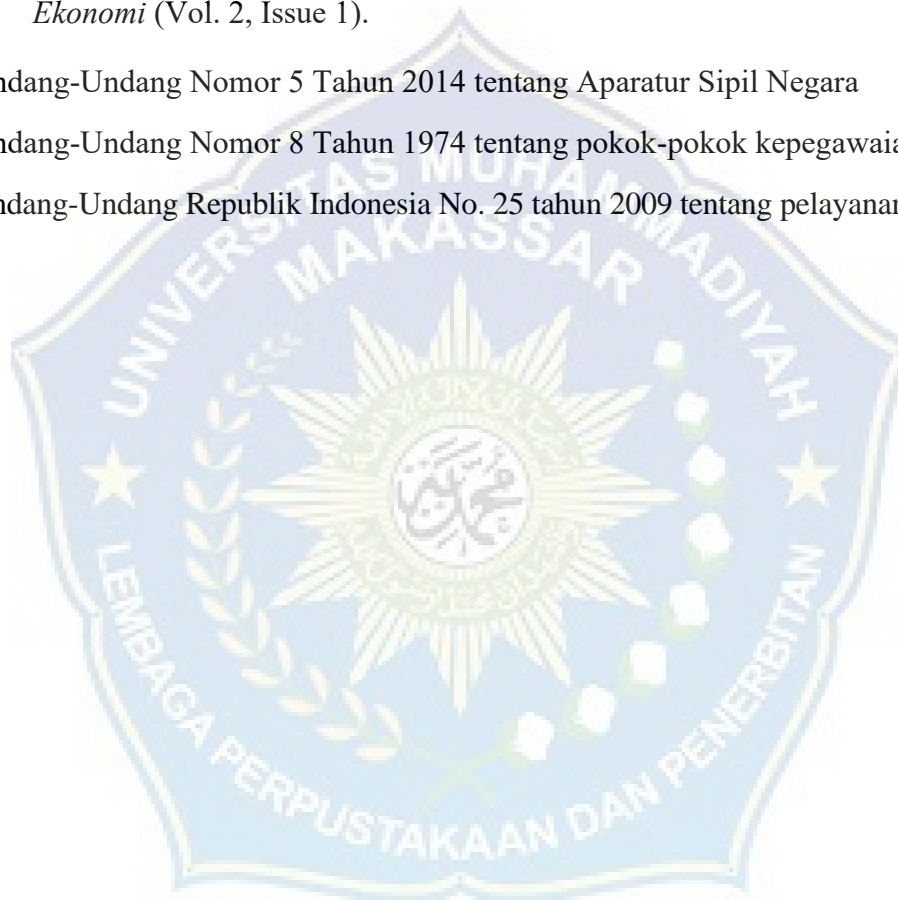 Ekonomi (Vol. 2, Issue 1).
ndang-Undang Nomor 5 Tahun 2014 tentang Aparatur Sipil Negara
ndang-Undang Nomor 8 Tahun 1974 tentang pokok-pokok kepegawaia
ndang-Undang Republik Indonesia No. 25 tahun 2009 tentang pelayanan
UNIVERSITAS MUHAMMADIYAH
MAKASSAR
محمد
LEMBAGA PERPUSTAKAAN DAN PENERBITAN